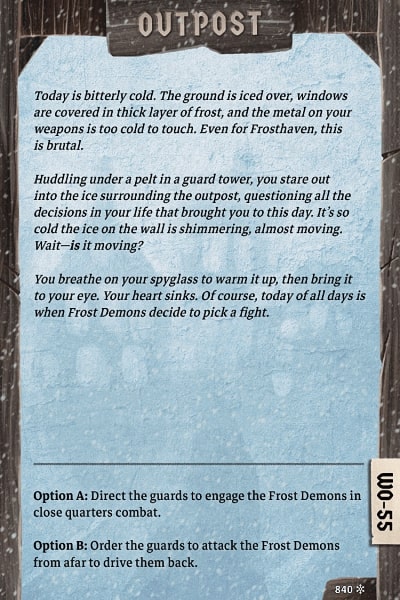 OUTPOST
Today is bitterly cold. The ground is iced over, windows
are covered in thick layer of frost, and the metal on your
weapons is too cold to touch. Even for Frosthaven, this
is brutal.
Huddling under a pelt in a guard tower, you stare out
into the ice surrounding the outpost, questioning all the
decisions in your life that brought you to this day. It's so
cold the ice on the wall is shimmering, almost moving.
Wait—is it moving?
You breathe on your spyglass to warm it up, then bring it
to your eye. Your heart sinks. Of course, today of all days is
when Frost Demons decide to pick a fight.
Option A: Direct the guards to engage the Frost Demons in
close quarters combat.
Option B: Order the guards to attack the Frost Demons
from afar to drive them back.
WO-55
840